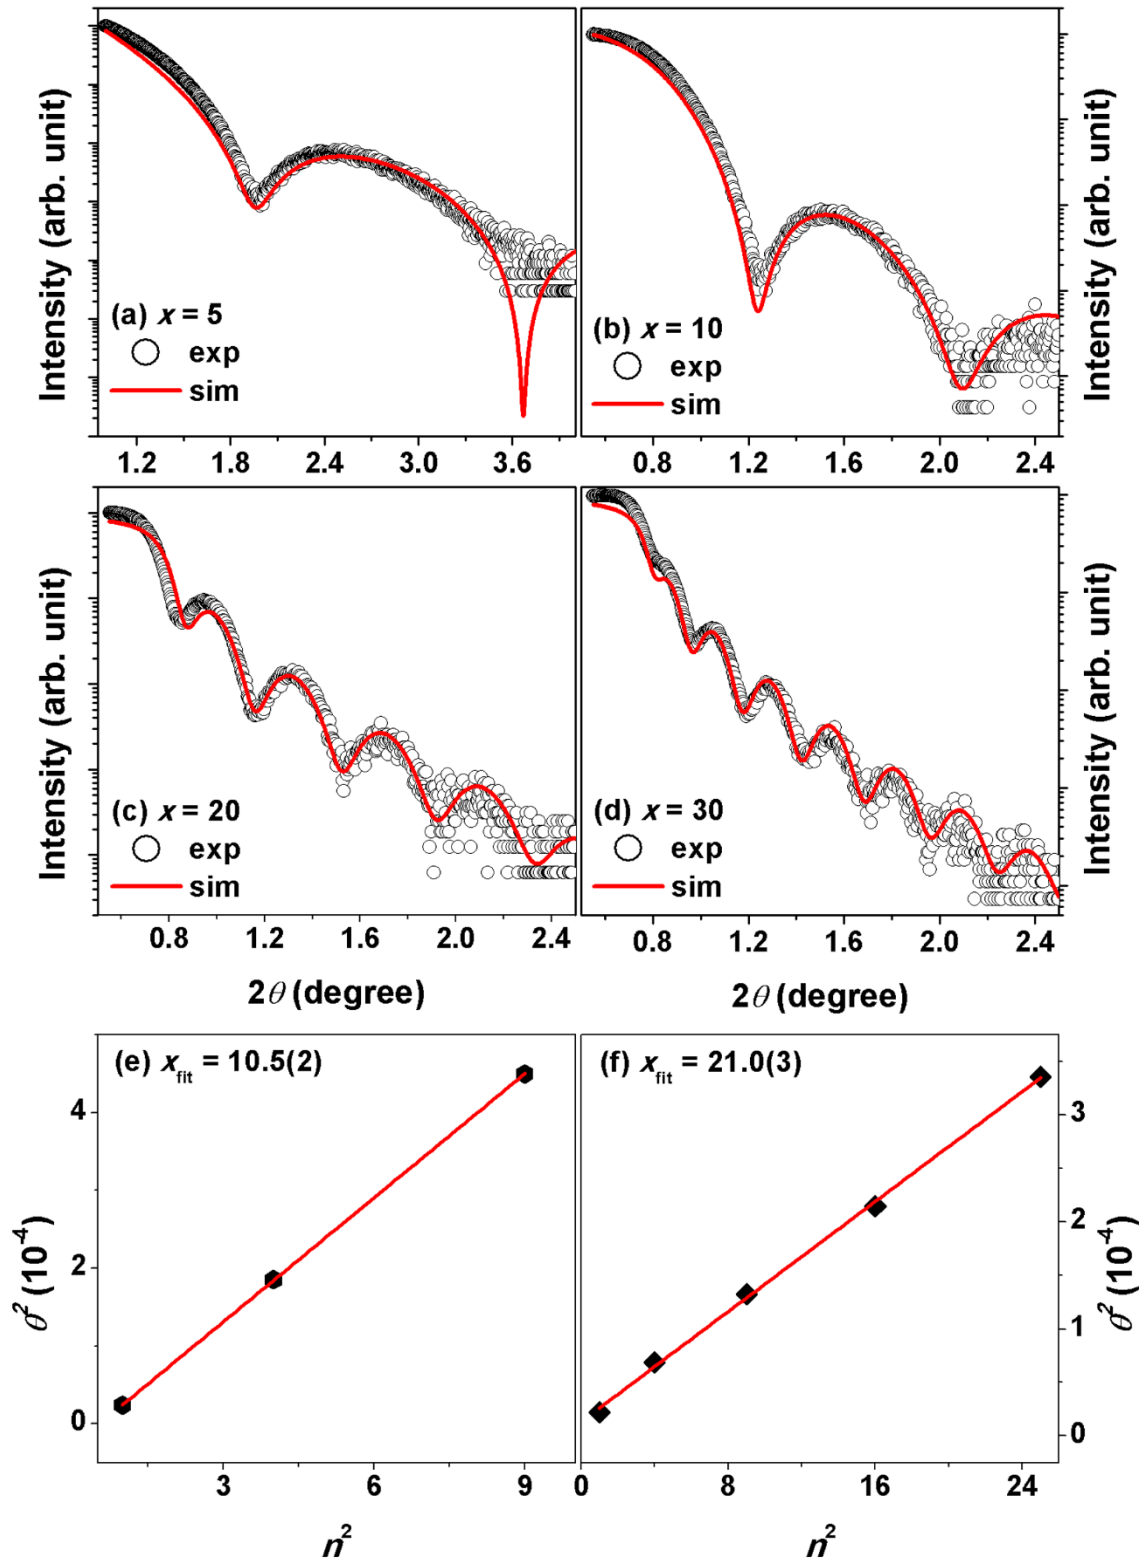 Intensity (arb. unit)
(a) x = 5
exp
sim
1.2 1.8 2.4 3.0 3.6
(b) x = 10
exp
sim
0.8 1.2 1.6 2.0 2.4
Intensity (arb. unit)
Intensity (arb. unit)
(c) x = 20
exp
sim
0.8 1.2 1.6 2.0 2.4
2θ (degree)
(d) x = 30
exp
sim
0.8 1.2 1.6 2.0 2.4
2θ (degree)
Intensity (arb. unit)
(e) x_fit = 10.5(2)
θ² (10⁻⁴)
4
2
0
3 6 9
n²
(f) x_fit = 21.0(3)
3
2
1
0
θ² (10⁻⁴)
0 8 16 24
n²